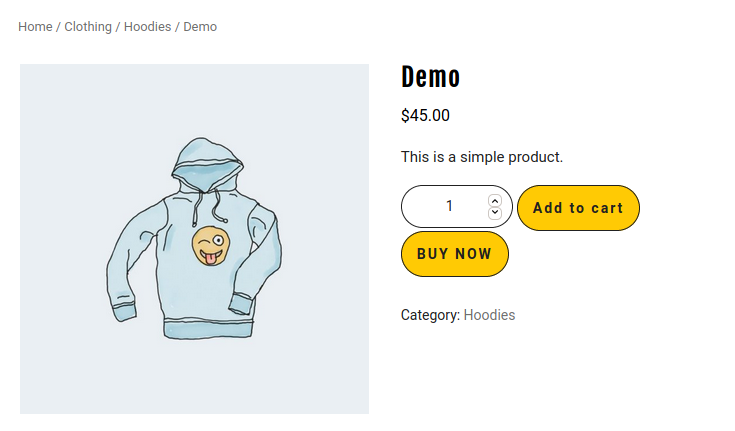 Home / Clothing / Hoodies / Demo
Demo
$45.00
This is a simple product.
1
Add to cart
BUY NOW
Category: Hoodies